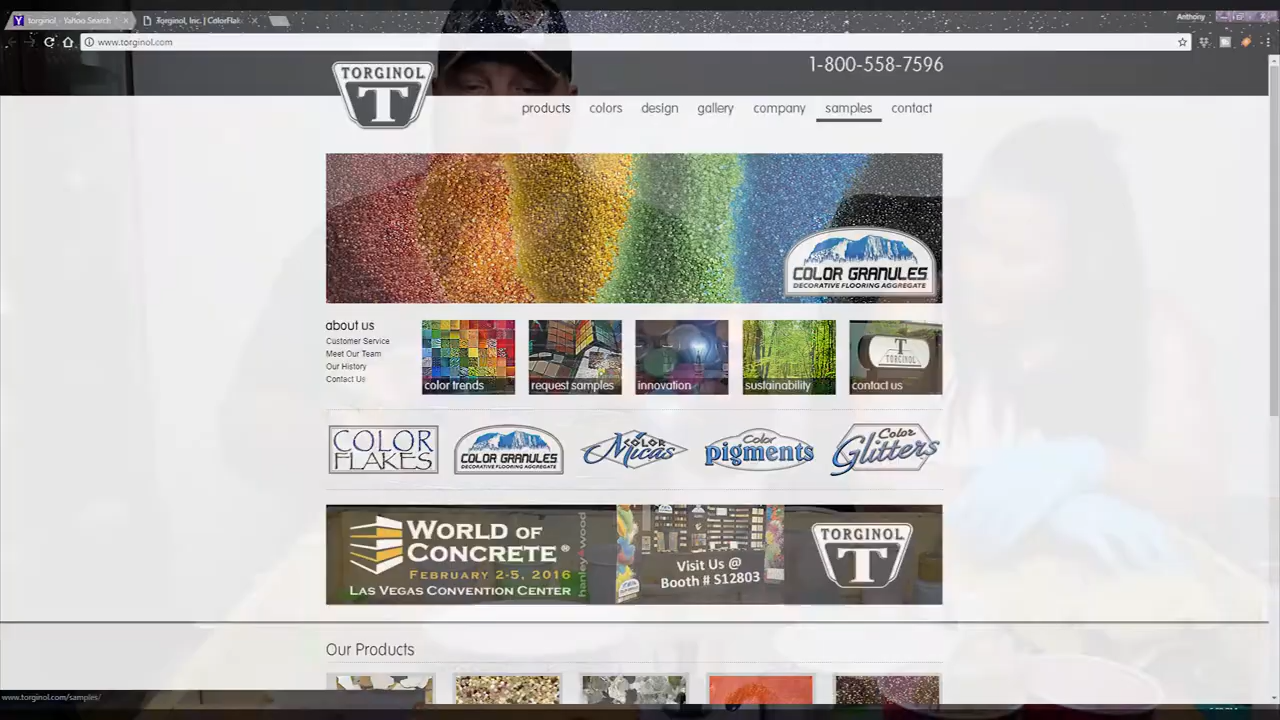 torginol - Yahoo Search
Torginol, Inc. | ColorFlak
Anthony
www.torginol.com
TORGINOL
T
1-800-558-7596
products colors design gallery company samples contact
COLOR GRANULES
DECORATIVE FLOORING AGGREGATE
about us
Customer Service
Meet Our Team
Our History
Contact Us
color trends
request samples
innovation
sustainability
T
TORGINOL
contact us
COLOR
FLAKES
COLOR GRANULES
DECORATIVE FLOORING AGGREGATE
COLOR
Micas
Color
pigments
Color
Glitters
WORLD OF
CONCRETE®
FEBRUARY 2-5, 2016
LAS VEGAS CONVENTION CENTER
hanley wood
Visit Us @
Booth # S12803
TORGINOL
T
Our Products
www.torginol.com/samples/